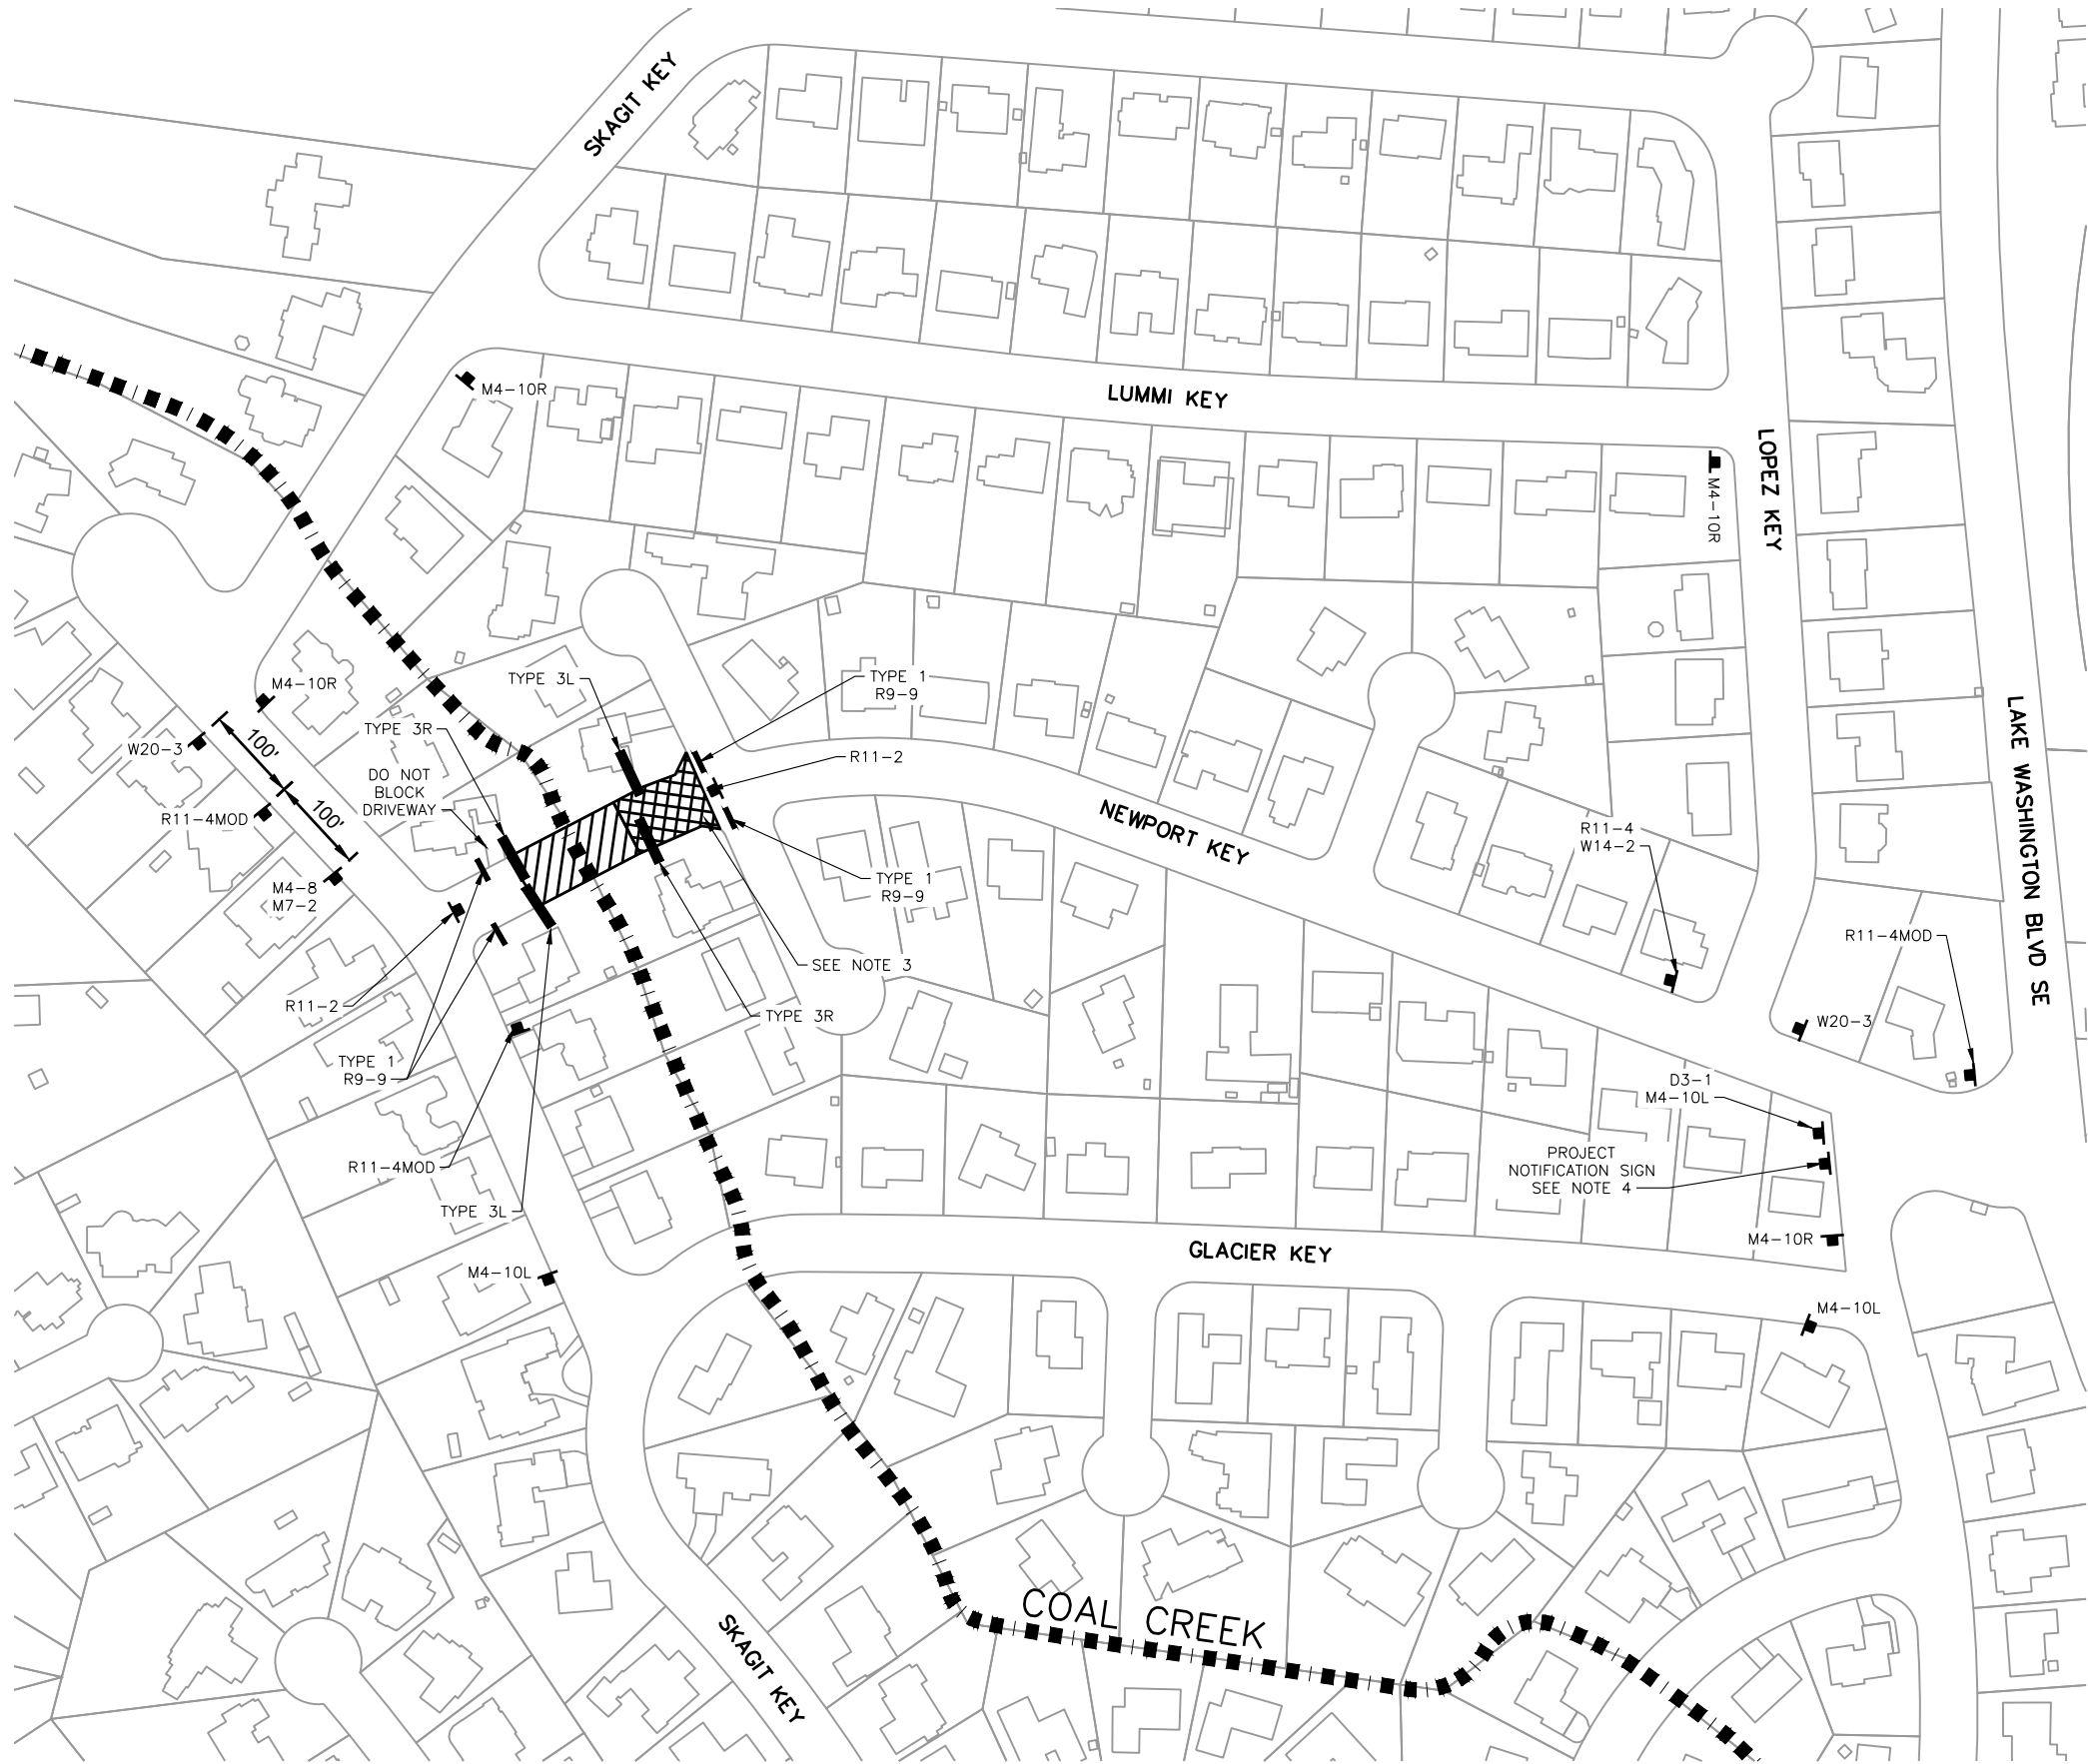 SKAGIT KEY
M4-10R
LUMMI KEY
LOPEZ KEY
M4-10R
M4-10R
TYPE 3L
TYPE 1
R9-9
TYPE 3R
W20-3
100'
R11-2
DO NOT
BLOCK
DRIVEWAY
100'
R11-4MOD
NEWPORT KEY
LAKE WASHINGTON BLVD SE
R11-4
W14-2
M4-8
M7-2
TYPE 1
R9-9
R11-4MOD
SEE NOTE 3
R11-2
TYPE 3R
W20-3
TYPE 1
R9-9
D3-1
M4-10L
R11-4MOD
PROJECT
NOTIFICATION SIGN
SEE NOTE 4
TYPE 3L
M4-10R
GLACIER KEY
M4-10L
M4-10L
COAL CREEK
SKAGIT KEY